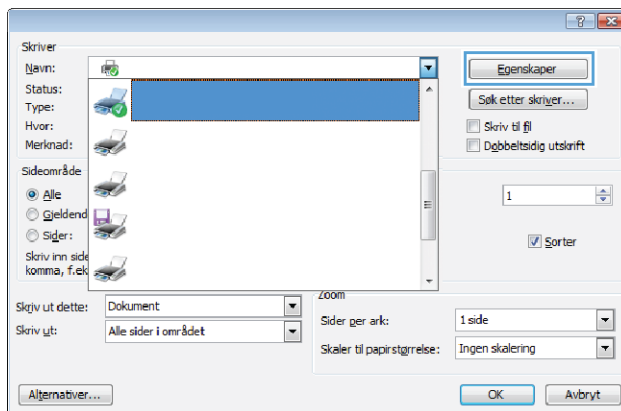 Skriver
Navn:
Egenskaper
Status:
Type:
Søk etter skriver...
Hvor:
Skriv til fil
Merknad:
Dobbeltsidig utskrift
Sideområde
Alle
1
Gjeldend
Sider:
Sorter
Skriv inn side
komma, f.ek
Zoom
Skriv ut dette: Dokument
Sider per ark: 1 side
Skriv ut: Alle sider i området
Skaler til papirstørrelse: Ingen skalering
Alternativer...
OK
Avbryt